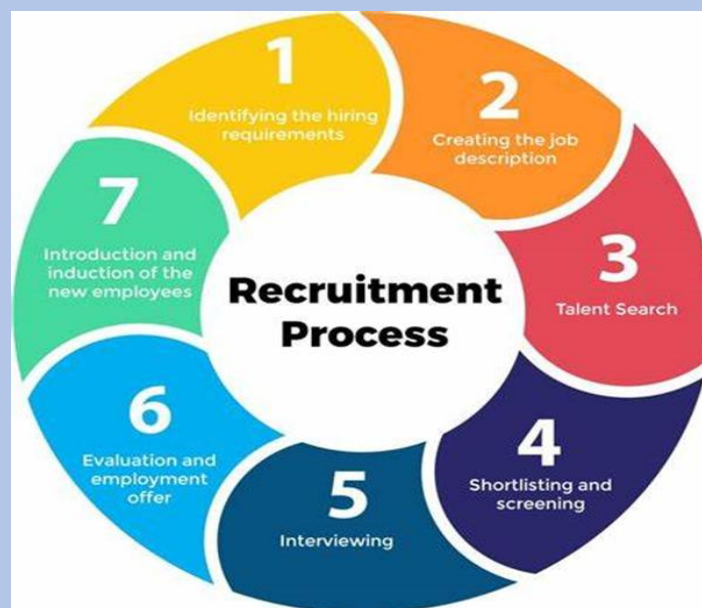 Recruitment
Process
1
Identifying the hiring
requirements
2
Creating the job
description
3
Talent Search
4
Shortlisting and
screening
5
Interviewing
6
Evaluation and
employment
offer
7
Introduction and
induction of the
new employees